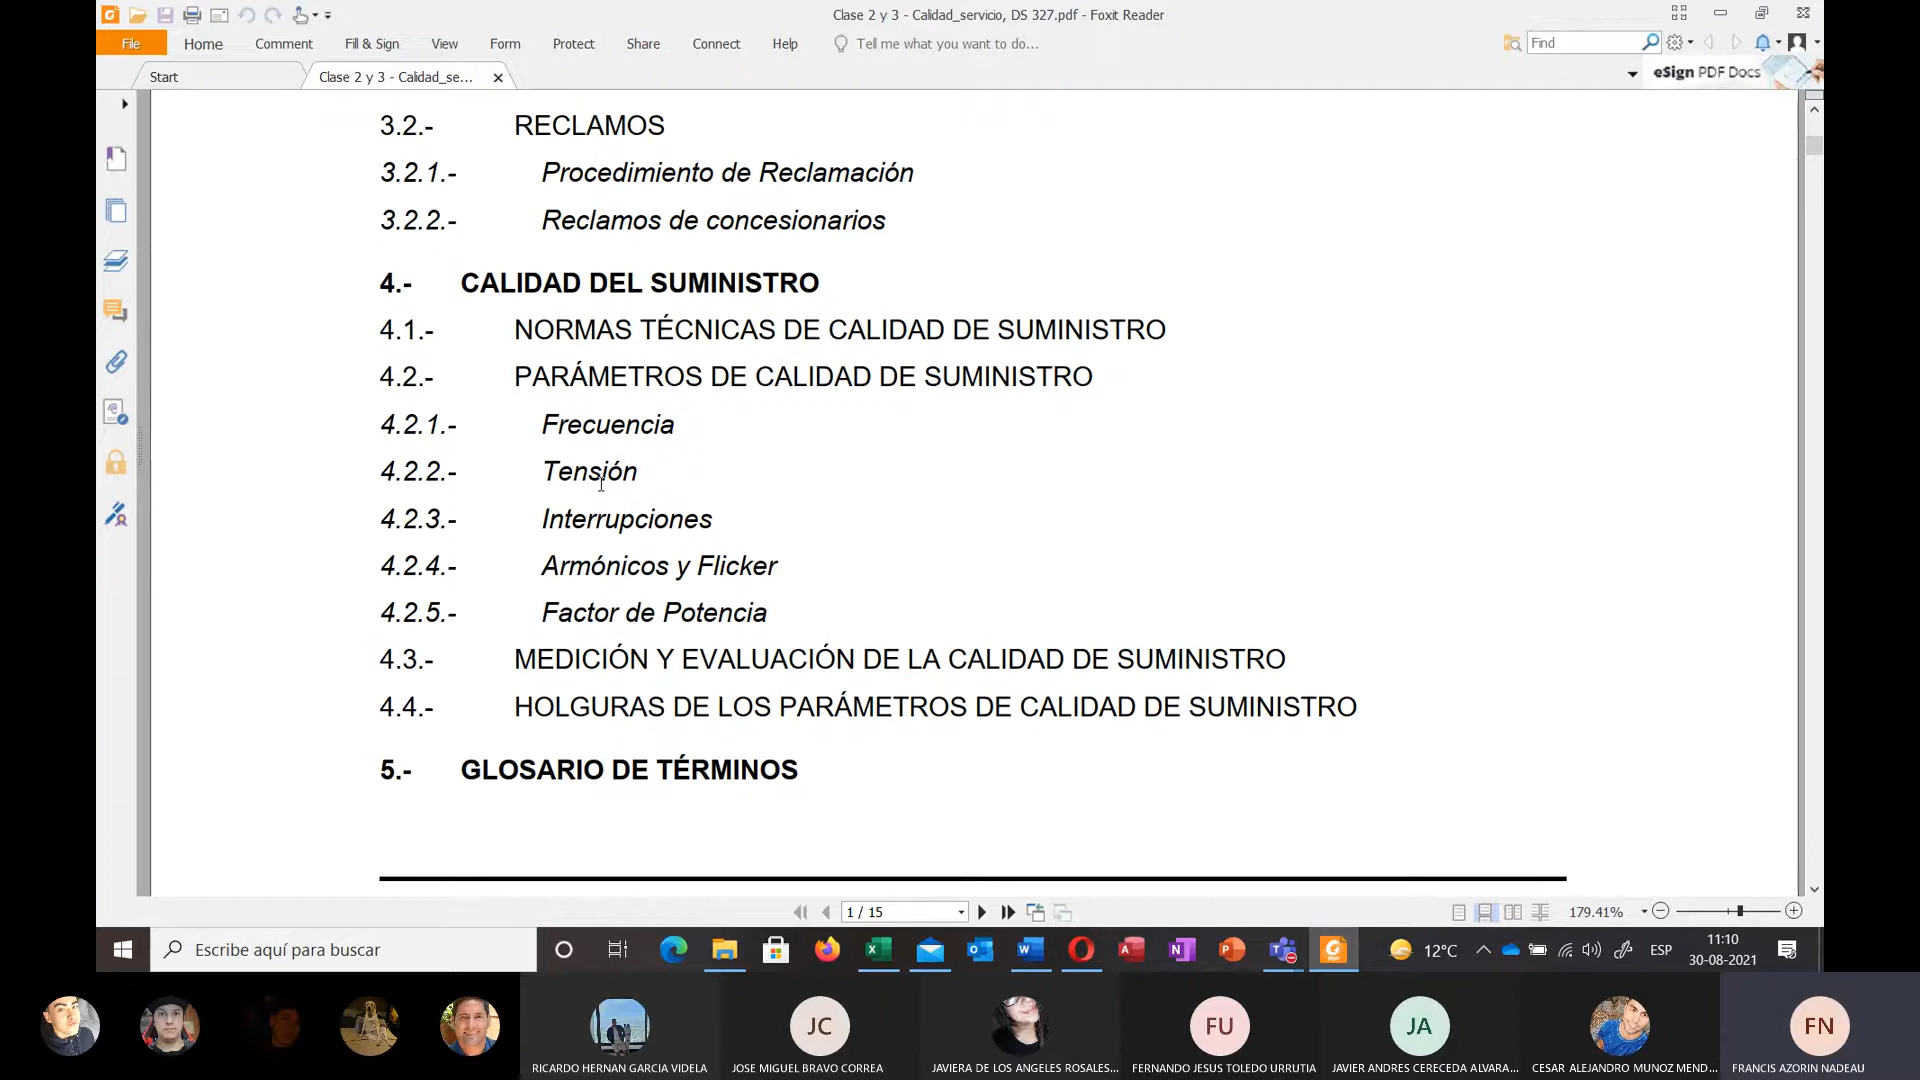 Clase 2 y 3 - Calidad_servicio, DS 327.pdf - Foxit Reader
File Home Comment Fill & Sign View Form Protect Share Connect Help Tell me what you want to do... Find
Start Clase 2 y 3 - Calidad_se... eSign PDF Docs
3.2.- RECLAMOS
3.2.1.- Procedimiento de Reclamación
3.2.2.- Reclamos de concesionarios
4.- CALIDAD DEL SUMINISTRO
4.1.- NORMAS TÉCNICAS DE CALIDAD DE SUMINISTRO
4.2.- PARÁMETROS DE CALIDAD DE SUMINISTRO
4.2.1.- Frecuencia
4.2.2.- Tensión
4.2.3.- Interrupciones
4.2.4.- Armónicos y Flicker
4.2.5.- Factor de Potencia
4.3.- MEDICIÓN Y EVALUACIÓN DE LA CALIDAD DE SUMINISTRO
4.4.- HOLGURAS DE LOS PARÁMETROS DE CALIDAD DE SUMINISTRO
5.- GLOSARIO DE TÉRMINOS
1 / 15 179.41%
Escribe aquí para buscar 12°C ESP 11:10
30-08-2021
JC FU JA FN
RICARDO HERNAN GARCIA VIDELA JOSE MIGUEL BRAVO CORREA JAVIERA DE LOS ANGELES ROSALES... FERNANDO JESUS TOLEDO URRUTIA JAVIER ANDRES CERECEDA ALVARA... CESAR ALEJANDRO MUNOZ MEND... FRANCIS AZORIN NADEAU